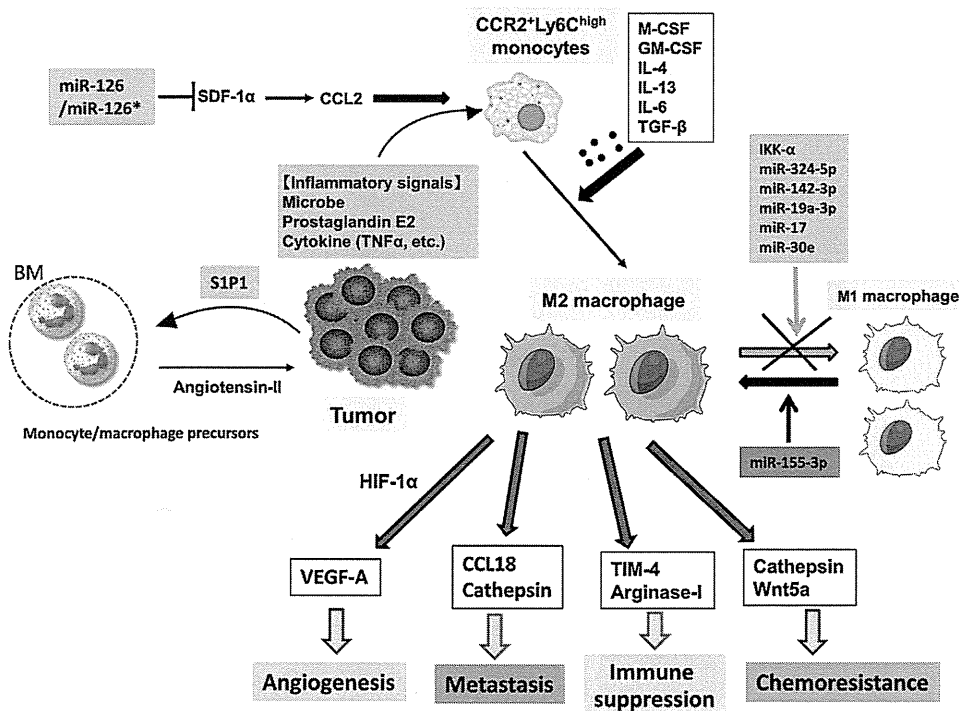 CCR2+Ly6Chigh
monocytes
M-CSF
GM-CSF
IL-4
IL-13
IL-6
TGF-β
miR-126
/miR-126*
SDF-1α
CCL2
【Inflammatory signals】
Microbe
Prostaglandin E2
Cytokine (TNFα, etc.)
IKK-α
miR-324-5p
miR-142-3p
miR-19a-3p
miR-17
miR-30e
BM
S1P1
Angiotensin-II
Monocyte/macrophage precursors
Tumor
M2 macrophage
M1 macrophage
miR-155-3p
HIF-1α
VEGF-A
CCL18
Cathepsin
TIM-4
Arginase-I
Cathepsin
Wnt5a
Angiogenesis
Metastasis
Immune
suppression
Chemoresistance